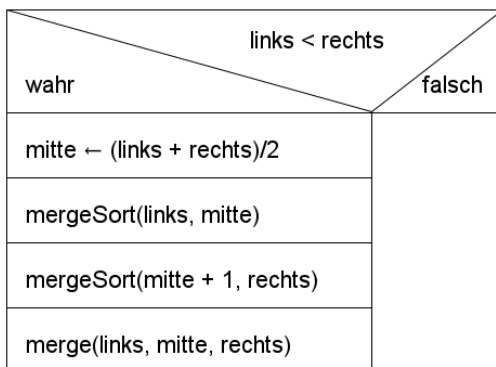 links < rechts
wahr
falsch
mitte ← (links + rechts)/2
mergeSort(links, mitte)
mergeSort(mitte + 1, rechts)
merge(links, mitte, rechts)